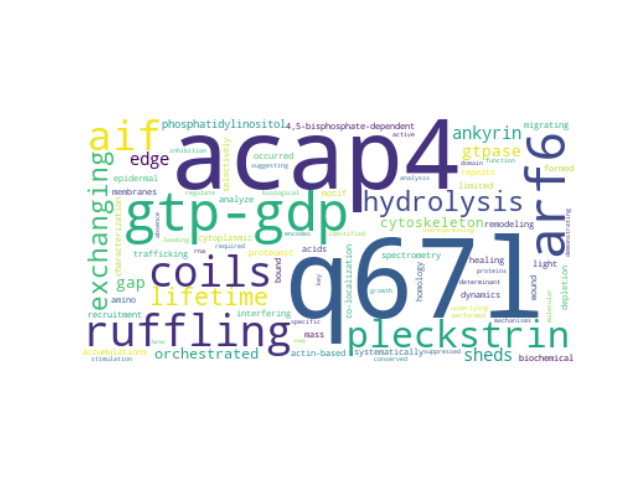 phosphatidylinositol
4,5-bisphosphate-dependent
migrating
aif
acap4
active
ankyrin
arf6
edge
occurred
selectively
inhibition
suggesting
analysis
domain
function
gtpase
repeats
limited
formed
exchanging
epidermal
membranes
regulate
biological
motif
hydrolysis
demonstrating
characterization
absence
gtp-gdp
encodes
identified
analyze
cytoskeleton
remodeling
overexpressing
leading
cytoplasmic
required
trafficking
rna
proteomic
acids
spectrometry
healing
proteins
light
coils
bound
co-localization
q67l
homology
key
determinant
dynamics
wound
depletion
gap
lifetime
amino
growth
molecular
underlying
performed
recruitment
interfering
specific
mechanisms
ruffling
mass
pleckstrin
factor
study
accumulations
orchestrated
actin-based
systematically
suppressed
sheds
biochemical
stimulation
conserved